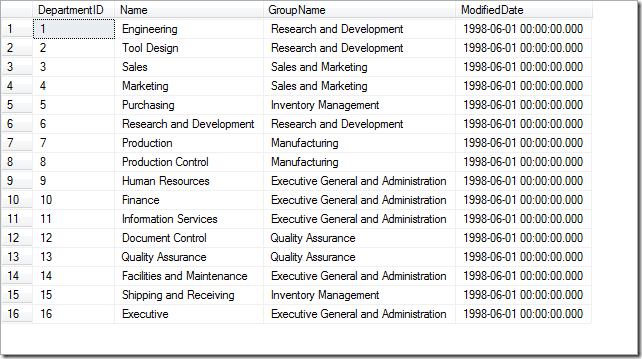 DepartmentID Name GroupName ModifiedDate
1 1 Engineering Research and Development 1998-06-01 00:00:00.000
2 2 Tool Design Research and Development 1998-06-01 00:00:00.000
3 3 Sales Sales and Marketing 1998-06-01 00:00:00.000
4 4 Marketing Sales and Marketing 1998-06-01 00:00:00.000
5 5 Purchasing Inventory Management 1998-06-01 00:00:00.000
6 6 Research and Development Research and Development 1998-06-01 00:00:00.000
7 7 Production Manufacturing 1998-06-01 00:00:00.000
8 8 Production Control Manufacturing 1998-06-01 00:00:00.000
9 9 Human Resources Executive General and Administration 1998-06-01 00:00:00.000
10 10 Finance Executive General and Administration 1998-06-01 00:00:00.000
11 11 Information Services Executive General and Administration 1998-06-01 00:00:00.000
12 12 Document Control Quality Assurance 1998-06-01 00:00:00.000
13 13 Quality Assurance Quality Assurance 1998-06-01 00:00:00.000
14 14 Facilities and Maintenance Executive General and Administration 1998-06-01 00:00:00.000
15 15 Shipping and Receiving Inventory Management 1998-06-01 00:00:00.000
16 16 Executive Executive General and Administration 1998-06-01 00:00:00.000